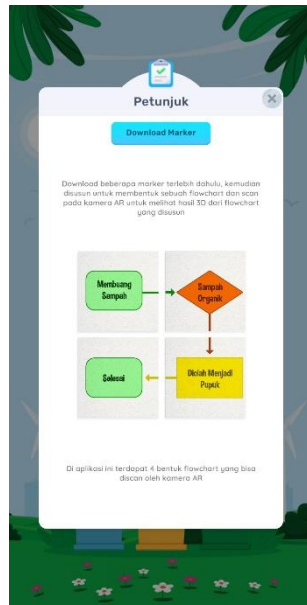 Petunjuk
Download Marker
Download beberapa marker terlebih dahulu, kemudian
disusun untuk membentuk sebuah flowchart dan scan
pada kamera AR untuk melihat hasil 3D dari flowchart
yang disusun
Membuang
Sampah
Sampah
Organik
Selesai
Diolah Menjadi
Pupuk
Di aplikasi ini terdapat 4 bentuk flowchart yang bisa
discan oleh kamera AR